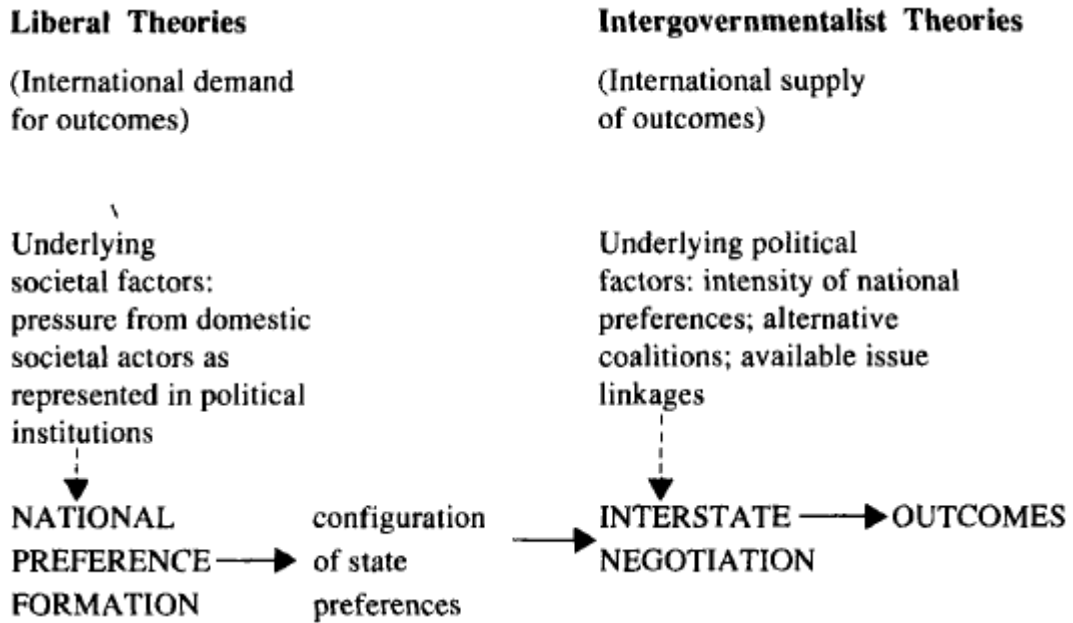 Liberal Theories
(International demand
for outcomes)
Underlying
societal factors:
pressure from domestic
societal actors as
represented in political
institutions
NATIONAL
PREFERENCE
FORMATION
configuration
of state
preferences
Intergovernmentalist Theories
(International supply
of outcomes)
Underlying political
factors: intensity of national
preferences; alternative
coalitions; available issue
linkages
INTERSTATE
NEGOTIATION
OUTCOMES